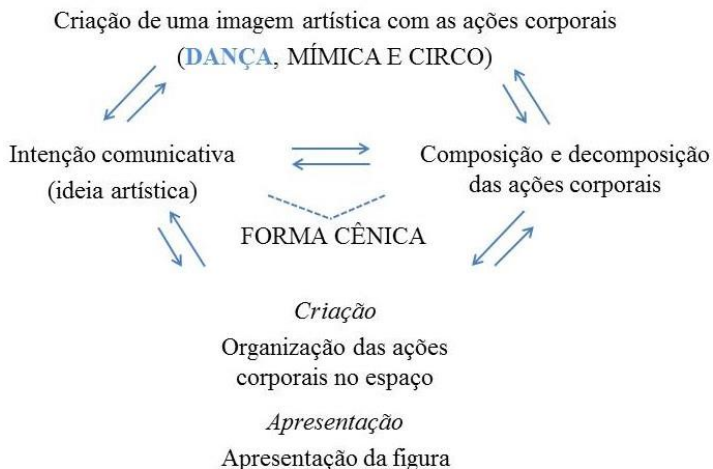 Criação de uma imagem artística com as ações corporais
(DANÇA, MÍMICA E CIRCO)
Intenção comunicativa
(ideia artística)
Composição e decomposição
das ações corporais
FORMA CÊNICA
Criação
Organização das ações
corporais no espaço
Apresentação
Apresentação da figura